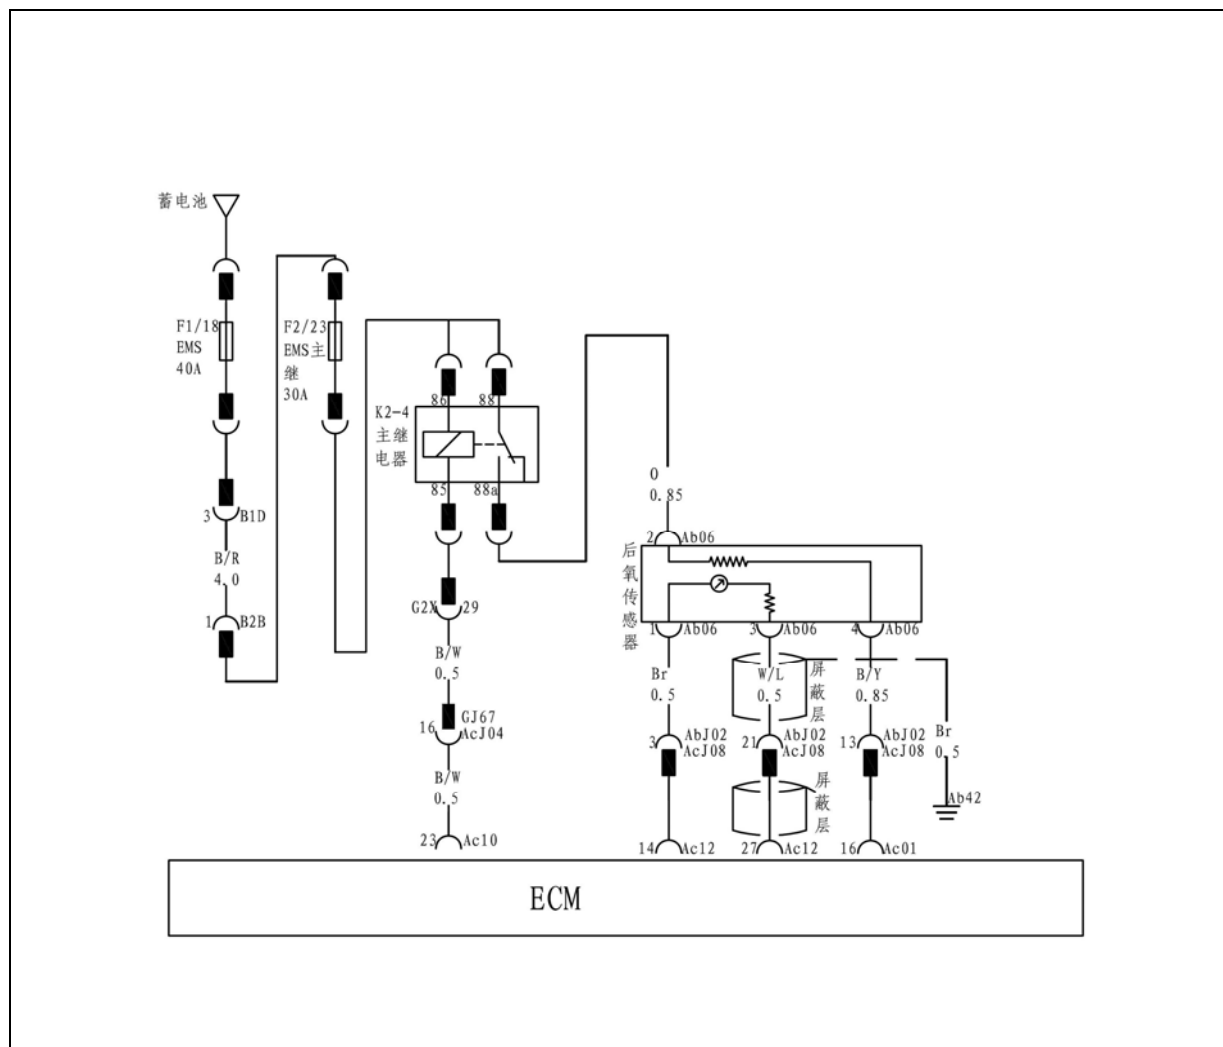 蓄电池
F1/18
EMS
40A
F2/23
EMS主
继
30A
86
88
K2-4
主继
电器
85
88a
3
B1D
B/R
4.0
1
B2B
G2X
29
B/W
0.5
16
GJ67
AcJ04
B/W
0.5
23
Ac10
O
0.85
2
Ab06
后氧传感器
1
Ab06
3
Ab06
4
Ab06
Br
0.5
W/L
0.5
屏蔽层
B/Y
0.85
Br
0.5
3
AbJ02
AcJ08
21
AbJ02
AcJ08
13
AbJ02
AcJ08
屏蔽层
Ab42
14
Ac12
27
Ac12
16
Ac01
ECM